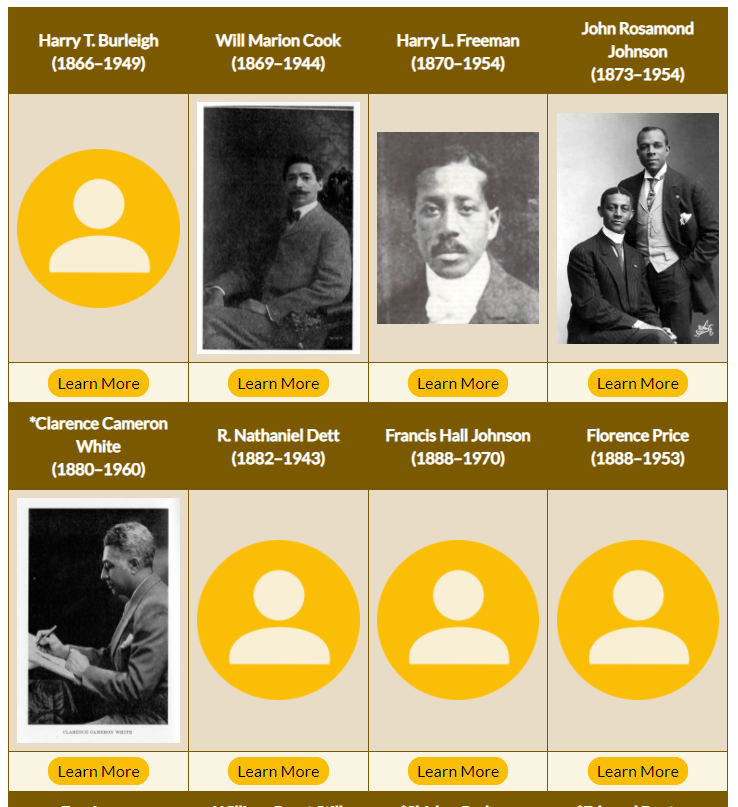 Harry T. Burleigh
(1866–1949)
Will Marion Cook
(1869–1944)
Harry L. Freeman
(1870–1954)
John Rosamond
Johnson
(1873–1954)
Learn More
Learn More
Learn More
Learn More
*Clarence Cameron
White
(1880–1960)
R. Nathaniel Dett
(1882–1943)
Francis Hall Johnson
(1888–1970)
Florence Price
(1888–1953)
CLARENCE CAMERON WHITE
Learn More
Learn More
Learn More
Learn More